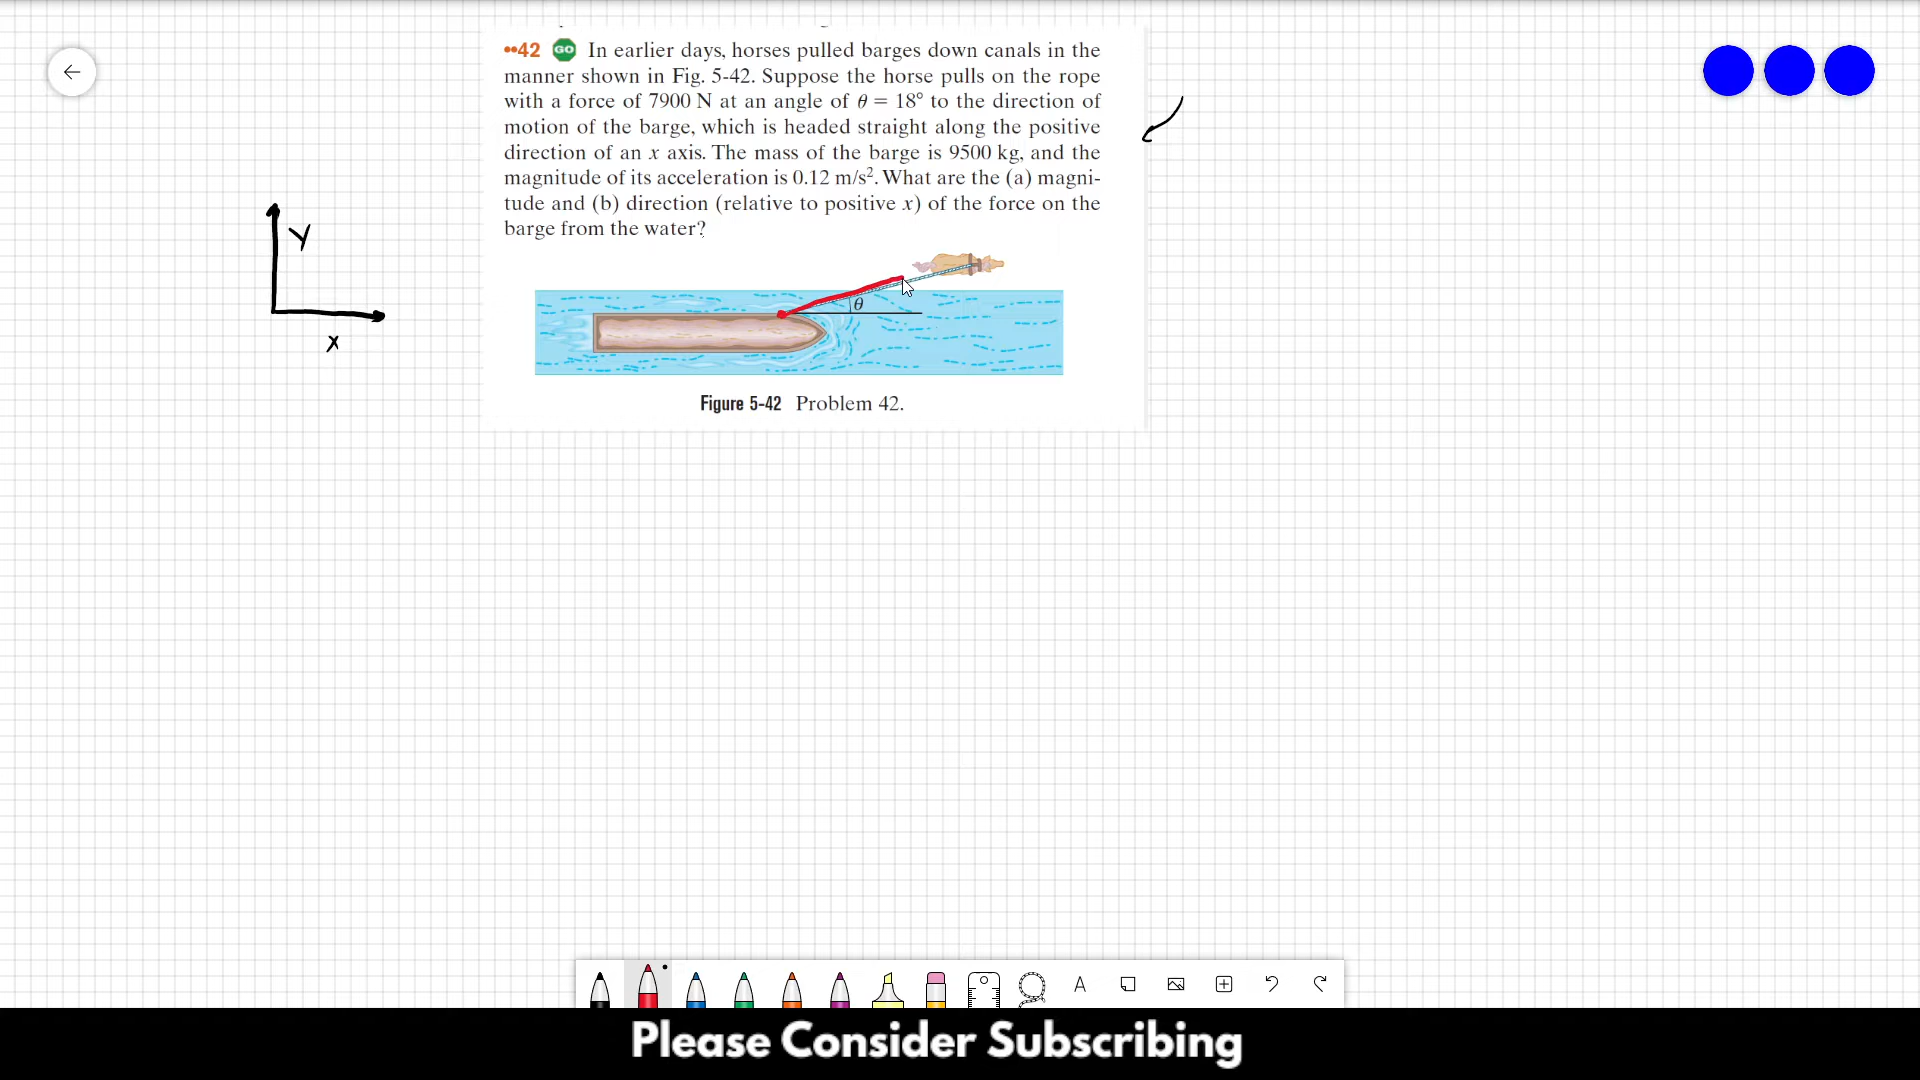 ••42 GO In earlier days, horses pulled barges down canals in the
manner shown in Fig. 5-42. Suppose the horse pulls on the rope
with a force of 7900 N at an angle of θ = 18° to the direction of
motion of the barge, which is headed straight along the positive
direction of an x axis. The mass of the barge is 9500 kg, and the
magnitude of its acceleration is 0.12 m/s². What are the (a) magni-
tude and (b) direction (relative to positive x) of the force on the
barge from the water?
y
x
θ
Figure 5-42 Problem 42.
A
Please Consider Subscribing